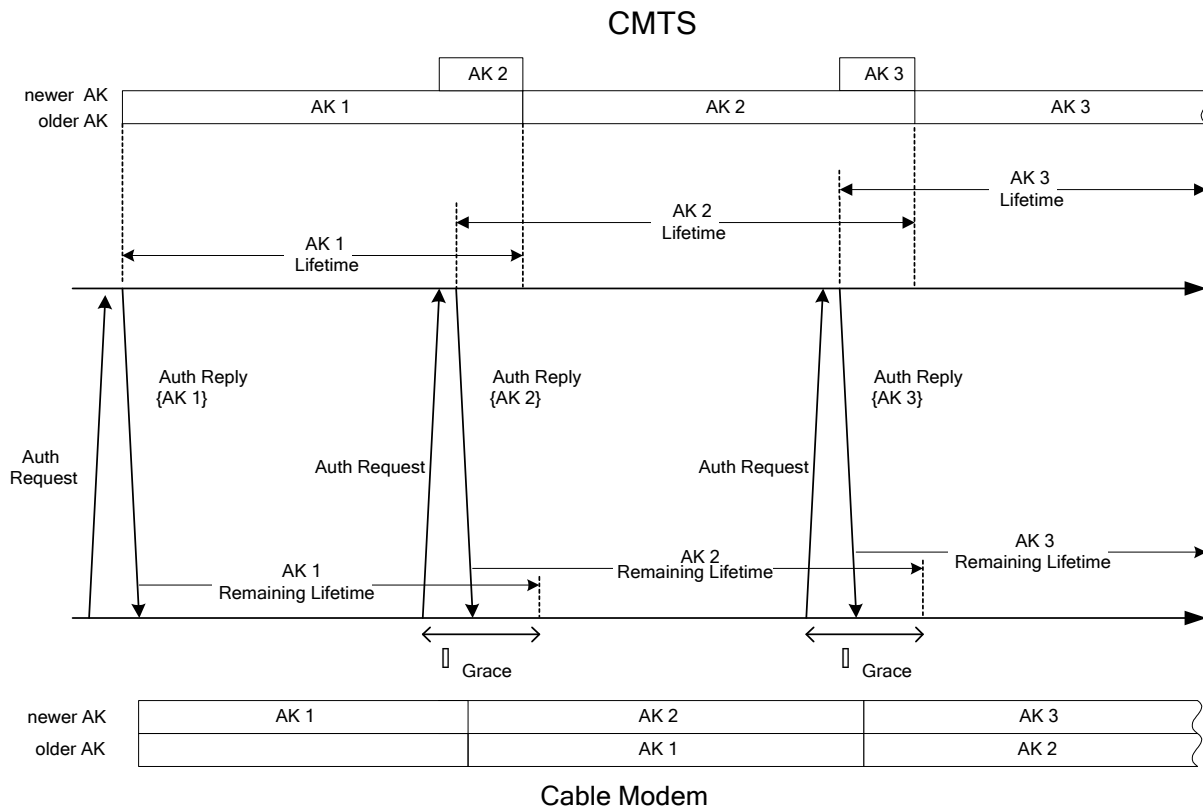 CMTS
AK 2
AK 3
newer AK
older AK
AK 1
AK 2
AK 3
AK 3
Lifetime
AK 2
Lifetime
AK 1
Lifetime
Auth Reply
{AK 1}
Auth Reply
{AK 2}
Auth Reply
{AK 3}
Auth
Request
Auth Request
Auth Request
AK 1
Remaining Lifetime
AK 2
Remaining Lifetime
AK 3
Remaining Lifetime
Grace
Grace
newer AK
AK 1
AK 2
AK 3
older AK
AK 1
AK 2
Cable Modem